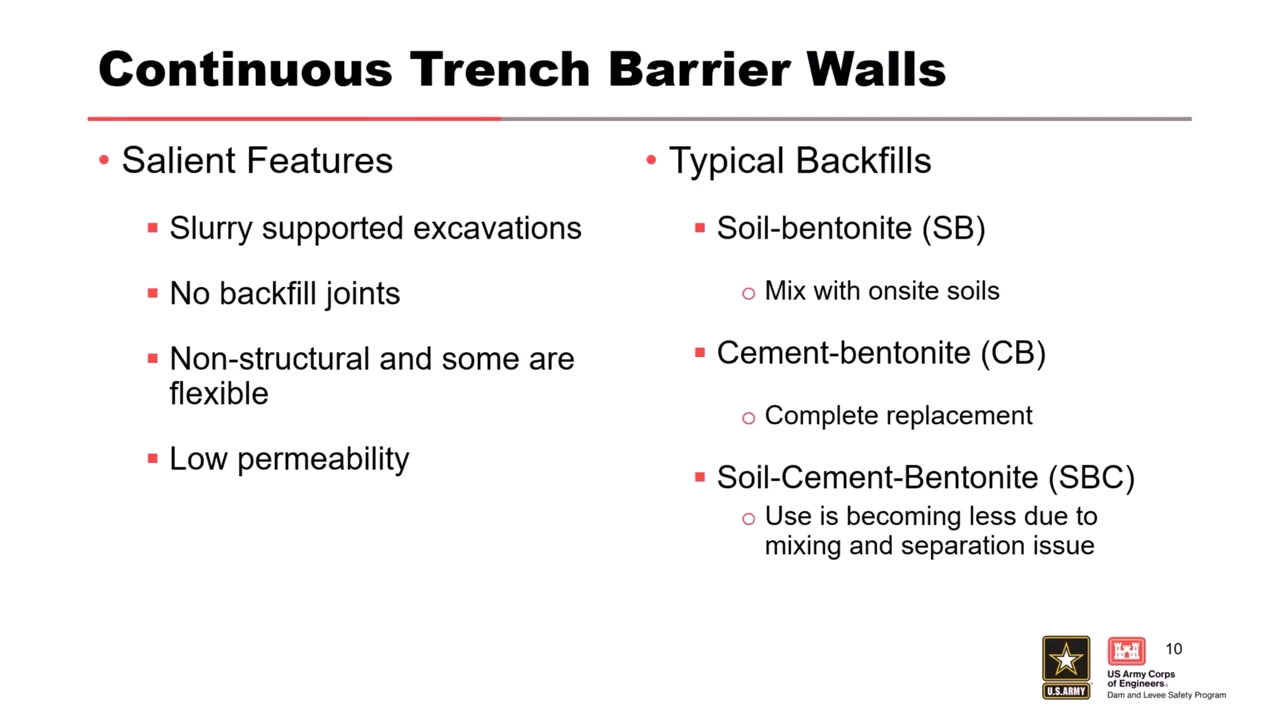 Continuous Trench Barrier Walls
• Salient Features
▪ Slurry supported excavations
▪ No backfill joints
▪ Non-structural and some are
flexible
▪ Low permeability
• Typical Backfills
▪ Soil-bentonite (SB)
○ Mix with onsite soils
▪ Cement-bentonite (CB)
○ Complete replacement
▪ Soil-Cement-Bentonite (SBC)
○ Use is becoming less due to
mixing and separation issue
U.S.ARMY
US Army Corps
of Engineers®
Dam and Levee Safety Program
10